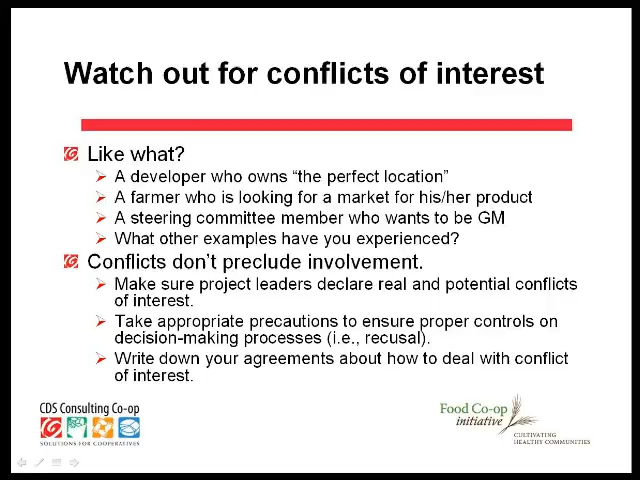 Watch out for conflicts of interest
Like what?
A developer who owns “the perfect location”
A farmer who is looking for a market for his/her product
A steering committee member who wants to be GM
What other examples have you experienced?
Conflicts don’t preclude involvement.
Make sure project leaders declare real and potential conflicts
of interest.
Take appropriate precautions to ensure proper controls on
decision-making processes (i.e., recusal).
Write down your agreements about how to deal with conflict
of interest.
CDS Consulting Co-op
SOLUTIONS FOR COOPERATIVES
Food Co-op
initiative
CULTIVATING
HEALTHY COMMUNITIES